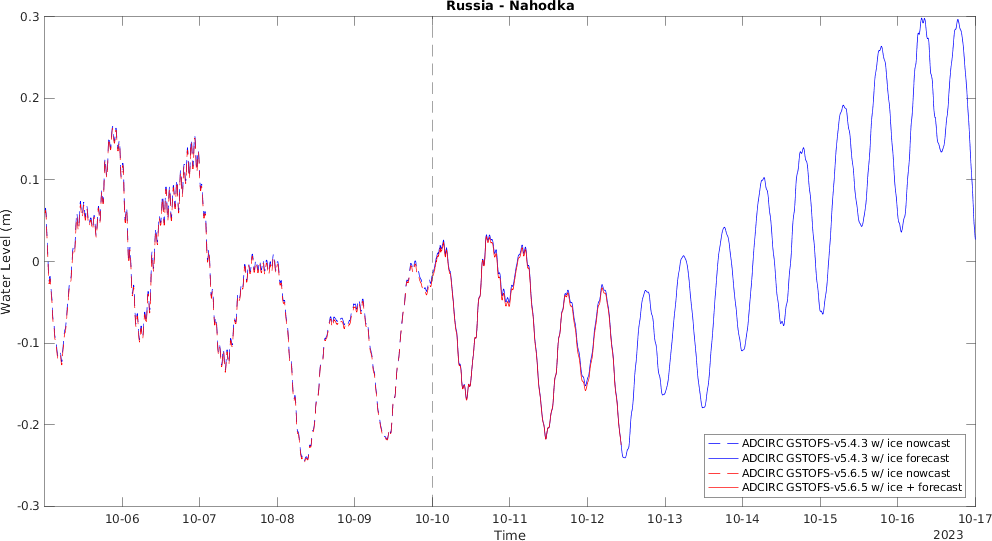 Russia - Nahodka
0.3
0.2
0.1
0
-0.1
-0.2
-0.3
Water Level (m)
10-06 10-07 10-08 10-09 10-10 10-11 10-12 10-13 10-14 10-15 10-16 10-17
Time
2023
ADCIRC GSTOFS-v5.4.3 w/ ice nowcast
ADCIRC GSTOFS-v5.4.3 w/ ice forecast
ADCIRC GSTOFS-v5.6.5 w/ ice nowcast
ADCIRC GSTOFS-v5.6.5 w/ ice + forecast